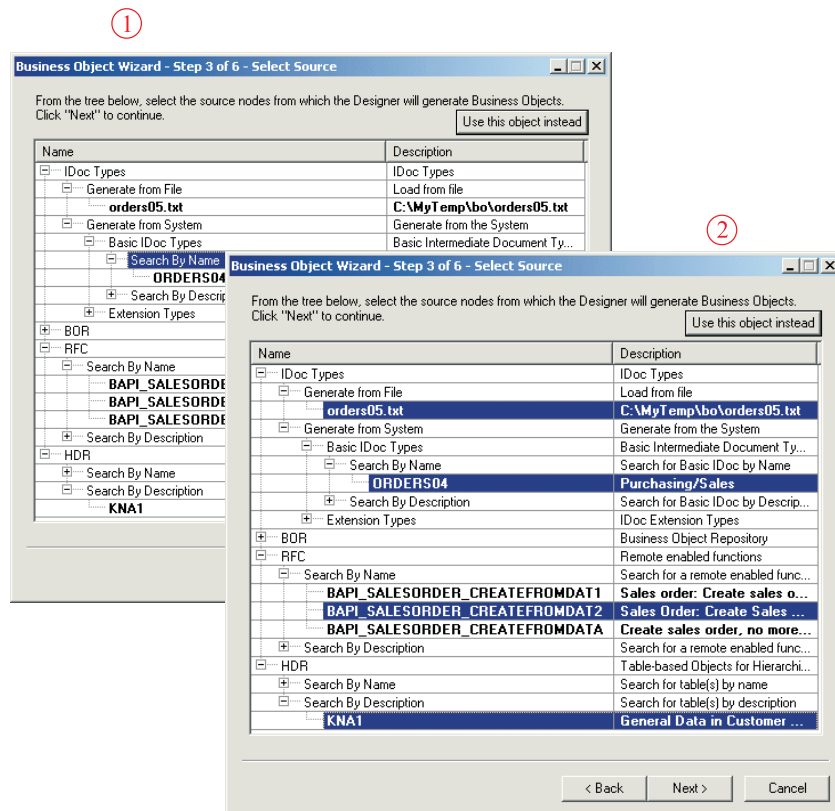 1
Business Object Wizard - Step 3 of 6 - Select Source
From the tree below, select the source nodes from which the Designer will generate Business Objects.
Click "Next" to continue.
Use this object instead
Name Description
IDoc Types IDoc Types
Generate from File Load from file
orders05.txt C:\MyTemp\bo\orders05.txt
Generate from System Generate from the System
Basic IDoc Types Basic Intermediate Document Ty...
Search By Name
ORDERS04
Search By Descrip
Extension Types
BOR
RFC
Search By Name
BAPI_SALESORDE
BAPI_SALESORDE
BAPI_SALESORDE
Search By Description
HDR
Search By Name
Search By Description
KNA1
2
Business Object Wizard - Step 3 of 6 - Select Source
From the tree below, select the source nodes from which the Designer will generate Business Objects.
Click "Next" to continue.
Use this object instead
Name Description
IDoc Types IDoc Types
Generate from File Load from file
orders05.txt C:\MyTemp\bo\orders05.txt
Generate from System Generate from the System
Basic IDoc Types Basic Intermediate Document Ty...
Search By Name Search for Basic IDoc by Name
ORDERS04 Purchasing/Sales
Search By Description Search for Basic IDoc by Descrip...
Extension Types IDoc Extension Types
BOR Business Object Repository
RFC Remote enabled functions
Search By Name Search for a remote enabled func...
BAPI_SALESORDER_CREATEFROMDAT1 Sales order: Create sales o...
BAPI_SALESORDER_CREATEFROMDAT2 Sales Order: Create Sales ...
BAPI_SALESORDER_CREATEFROMDATA Create sales order, no more...
Search By Description Search for a remote enabled func...
HDR Table-based Objects for Hierarchi...
Search By Name Search for table(s) by name
Search By Description Search for table(s) by description
KNA1 General Data in Customer ...
< Back Next > Cancel